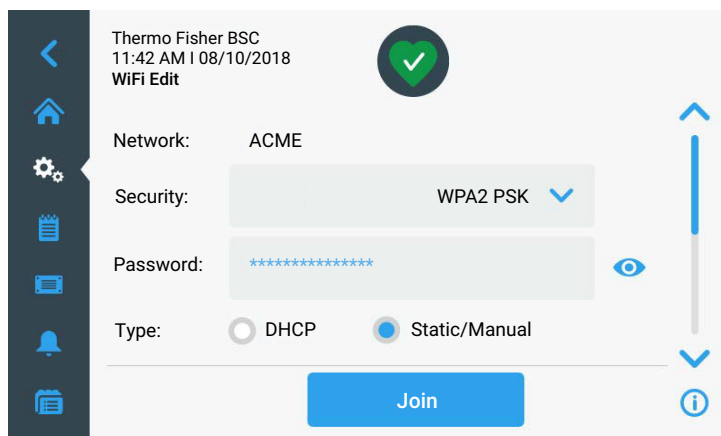 Thermo Fisher BSC
11:42 AM I 08/10/2018
WiFi Edit
Network: ACME
Security: WPA2 PSK
Password: ***************
Type: DHCP Static/Manual
Join